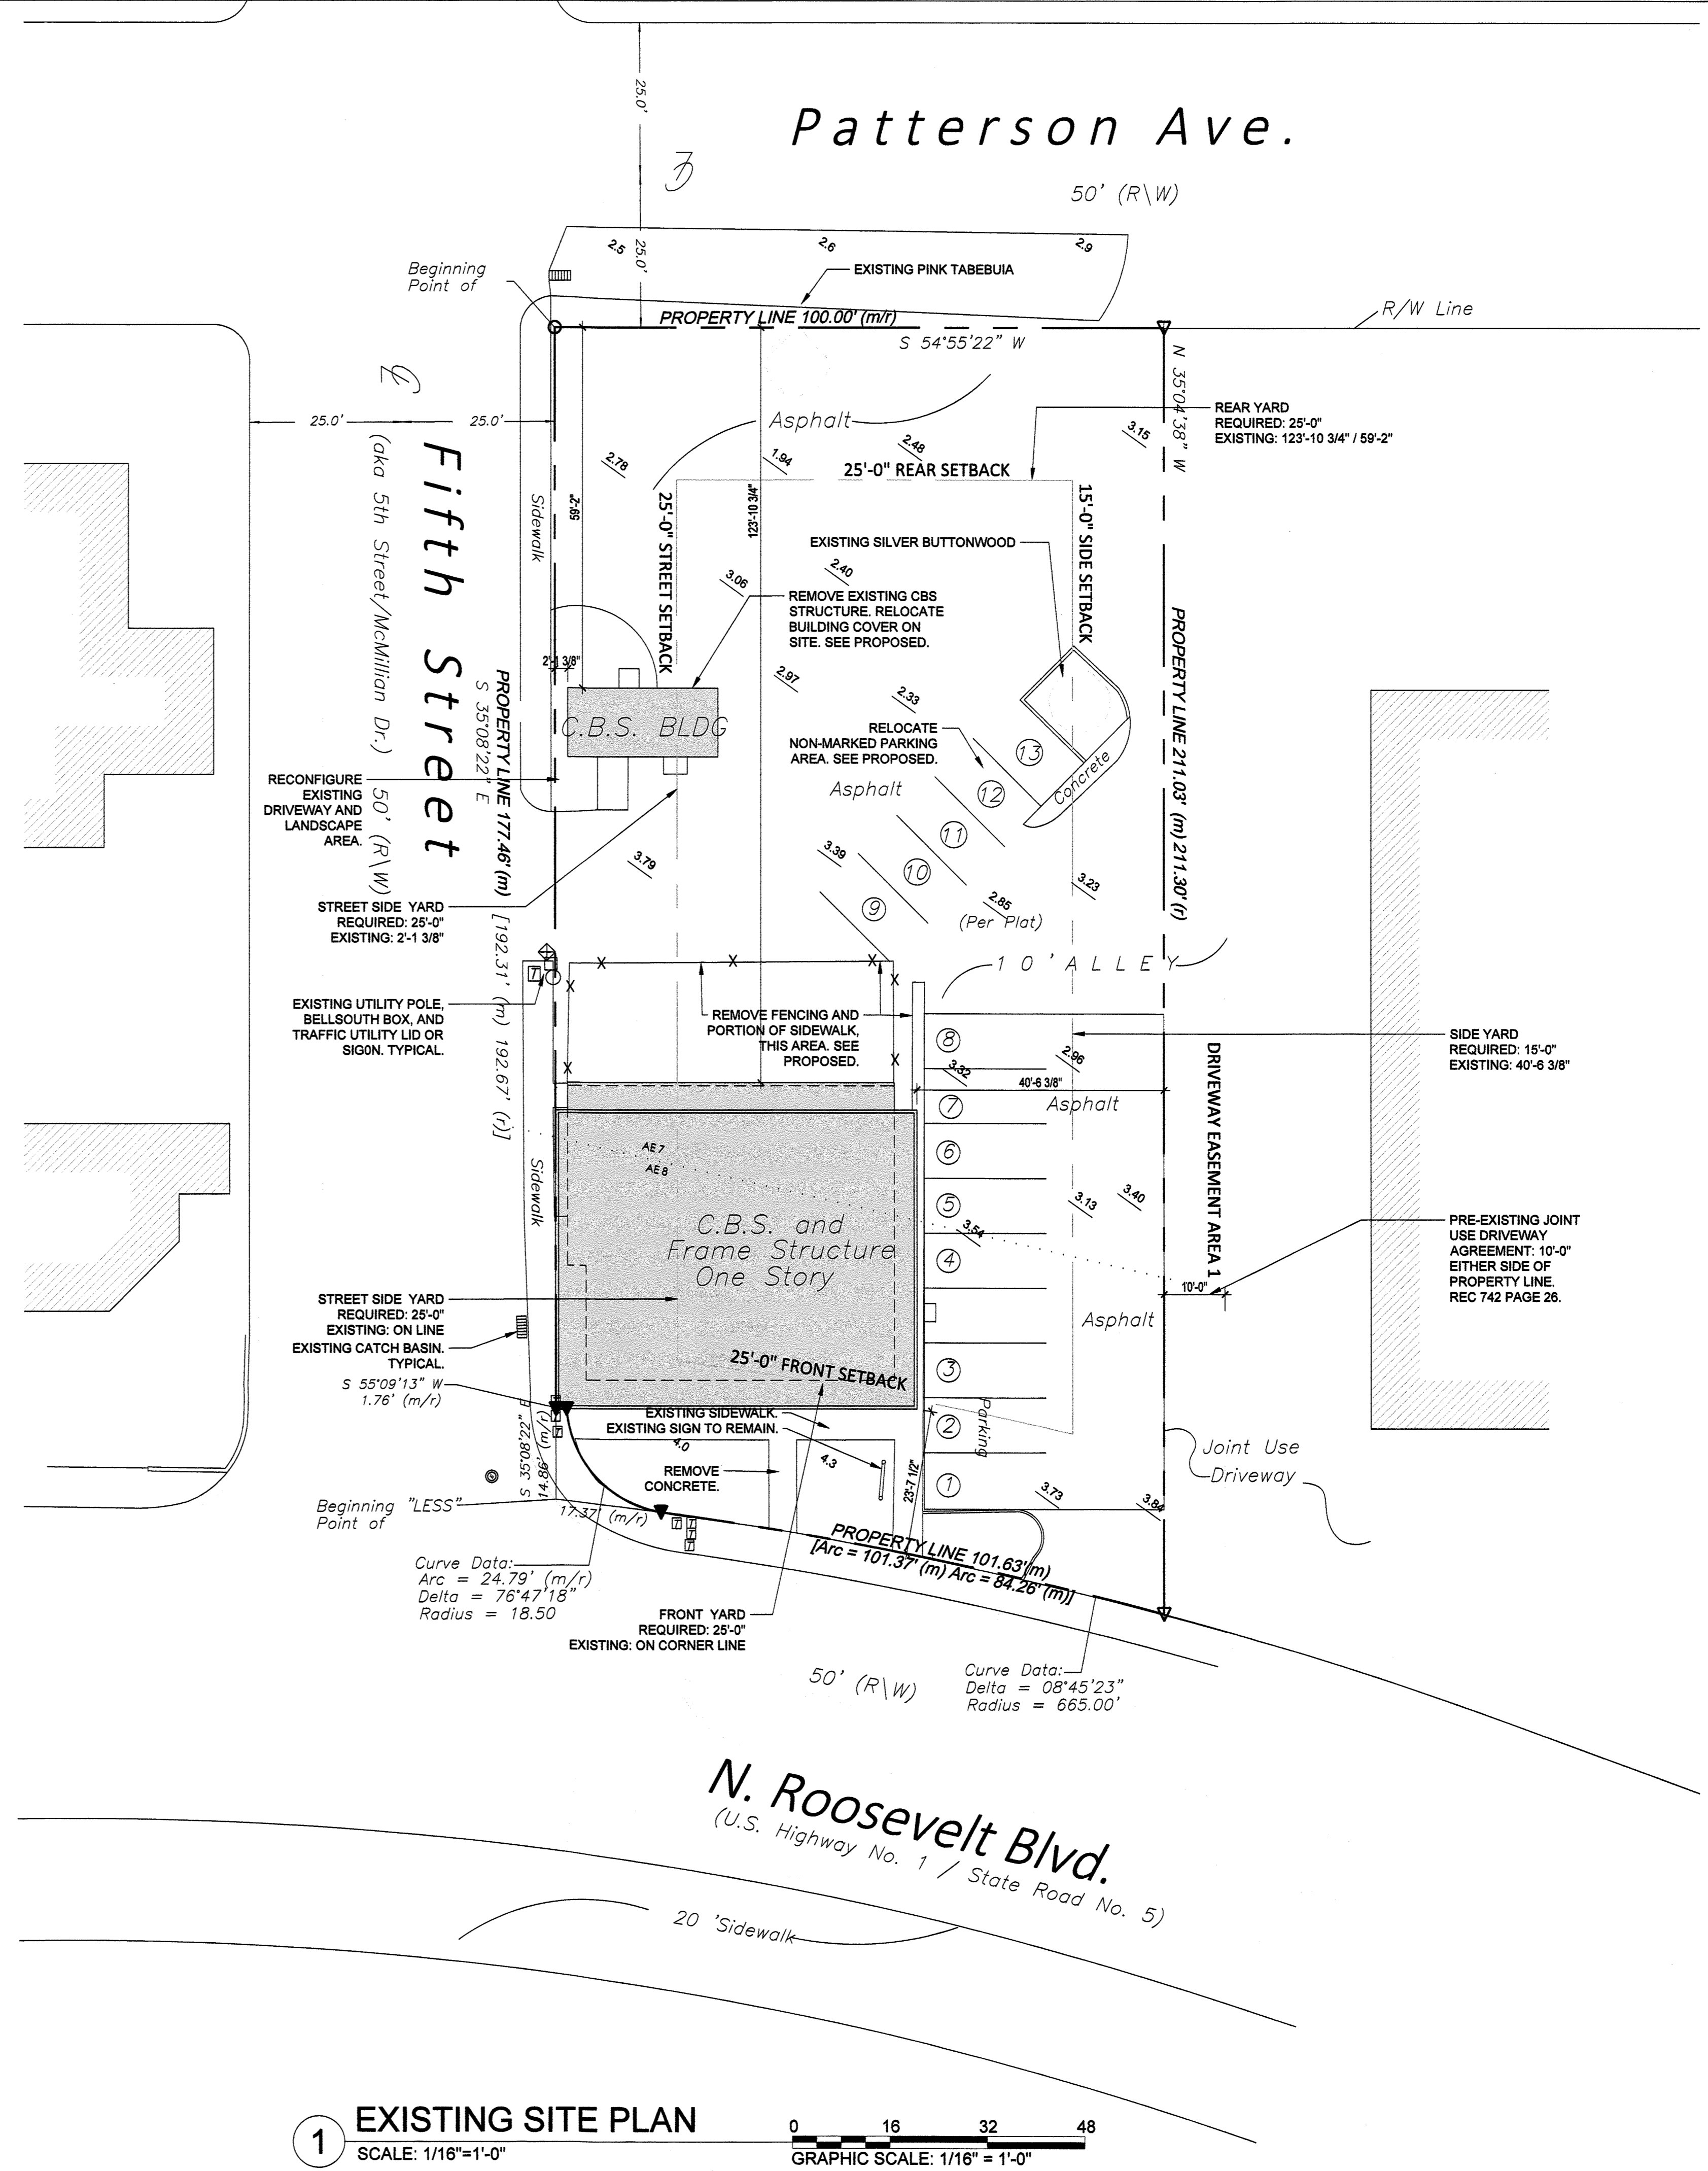 25.0'
Patterson Ave.
50' (R\W)
25.0'
2.5
2.6
2.9
Beginning
Point of
EXISTING PINK TABEBUIA
PROPERTY LINE 100.00' (m/r)
S 54°55'22" W
R/W Line
N 35°04'38" W
25.0'
25.0'
Asphalt
REAR YARD
REQUIRED: 25'-0"
EXISTING: 123'-10 3/4" / 59'-2"
3.15
2.48
1.94
2.78
25'-0" REAR SETBACK
Fifth Street
(aka 5th Street/McMillian Dr.) 50' (R\W)
Sidewalk
59'-2"
25'-0" STREET SETBACK
123'-10 3/4"
15'-0" SIDE SETBACK
EXISTING SILVER BUTTONWOOD
3.06
2.40
REMOVE EXISTING CBS
STRUCTURE. RELOCATE
BUILDING COVER ON
SITE. SEE PROPOSED.
PROPERTY LINE 211.03' (m) 211.30' (r)
2'-1 3/8"
PROPERTY LINE 177.46' (m)
S 35°08'22" E
[192.31' (m) 192.67' (r)]
2.97
2.33
C.B.S. BLDG
RELOCATE
NON-MARKED PARKING
AREA. SEE PROPOSED.
13
Concrete
12
Asphalt
RECONFIGURE
EXISTING
DRIVEWAY AND
LANDSCAPE
AREA.
11
3.79
3.39
10
3.23
2.85
9
(Per Plat)
STREET SIDE YARD
REQUIRED: 25'-0"
EXISTING: 2'-1 3/8"
10'ALLEY
T
X X X
X X
X X
EXISTING UTILITY POLE,
BELLSOUTH BOX, AND
TRAFFIC UTILITY LID OR
SIG0N. TYPICAL.
REMOVE FENCING AND
PORTION OF SIDEWALK,
THIS AREA. SEE
PROPOSED.
8
2.96
3.32
SIDE YARD
REQUIRED: 15'-0"
EXISTING: 40'-6 3/8"
DRIVEWAY EASEMENT AREA 1
40'-6 3/8"
7
Asphalt
AE 7
AE 8
6
Sidewalk
5
3.13
3.40
3.54
C.B.S. and
Frame Structure
One Story
4
PRE-EXISTING JOINT
USE DRIVEWAY
AGREEMENT: 10'-0"
EITHER SIDE OF
PROPERTY LINE.
REC 742 PAGE 26.
10'-0"
Asphalt
STREET SIDE YARD
REQUIRED: 25'-0"
EXISTING: ON LINE
EXISTING CATCH BASIN.
TYPICAL.
25'-0" FRONT SETBACK
3
S 55°09'13" W
1.76' (m/r)
EXISTING SIDEWALK.
EXISTING SIGN TO REMAIN.
Parking
2
T
T
4.0
4.3
S 35°08'22" E
14.86' (m/r)
REMOVE
CONCRETE.
23'-7 1/2"
1
Joint Use
Driveway
3.73
3.84
Beginning "LESS"
Point of
17.37' (m/r)
T
T
T
T
PROPERTY LINE 101.63'(m)
[Arc = 101.37' (m) Arc = 84.26' (m)]
Curve Data:
Arc = 24.79' (m/r)
Delta = 76°47'18"
Radius = 18.50
FRONT YARD
REQUIRED: 25'-0"
EXISTING: ON CORNER LINE
50' (R\W)
Curve Data:
Delta = 08°45'23"
Radius = 665.00'
N. Roosevelt Blvd.
(U.S. Highway No. 1 / State Road No. 5)
20 'Sidewalk
1
EXISTING SITE PLAN
SCALE: 1/16"=1'-0"
0 16 32 48
GRAPHIC SCALE: 1/16" = 1'-0"